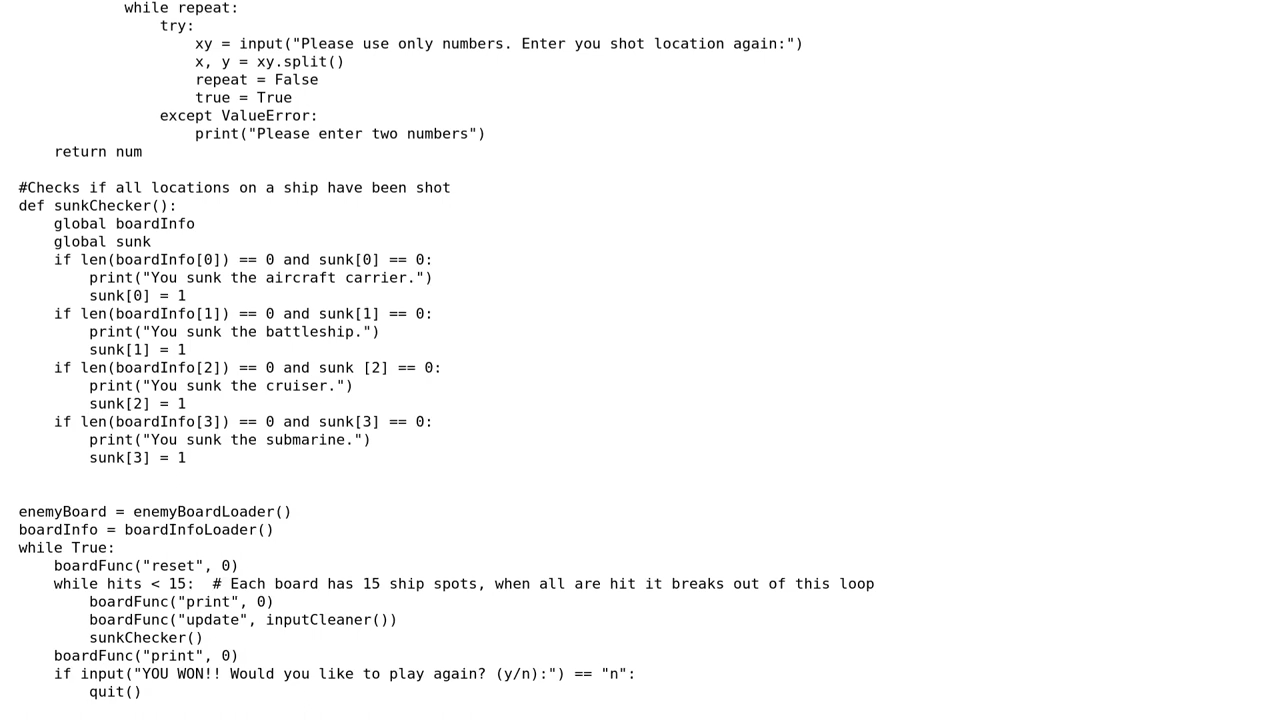 while repeat:
try:
xy = input("Please use only numbers. Enter you shot location again:")
x, y = xy.split()
repeat = False
true = True
except ValueError:
print("Please enter two numbers")
return num
#Checks if all locations on a ship have been shot
def sunkChecker():
global boardInfo
global sunk
if len(boardInfo[0]) == 0 and sunk[0] == 0:
print("You sunk the aircraft carrier.")
sunk[0] = 1
if len(boardInfo[1]) == 0 and sunk[1] == 0:
print("You sunk the battleship.")
sunk[1] = 1
if len(boardInfo[2]) == 0 and sunk [2] == 0:
print("You sunk the cruiser.")
sunk[2] = 1
if len(boardInfo[3]) == 0 and sunk[3] == 0:
print("You sunk the submarine.")
sunk[3] = 1
enemyBoard = enemyBoardLoader()
boardInfo = boardInfoLoader()
while True:
boardFunc("reset", 0)
while hits < 15:  # Each board has 15 ship spots, when all are hit it breaks out of this loop
boardFunc("print", 0)
boardFunc("update", inputCleaner())
sunkChecker()
boardFunc("print", 0)
if input("YOU WON!! Would you like to play again? (y/n):") == "n":
quit()